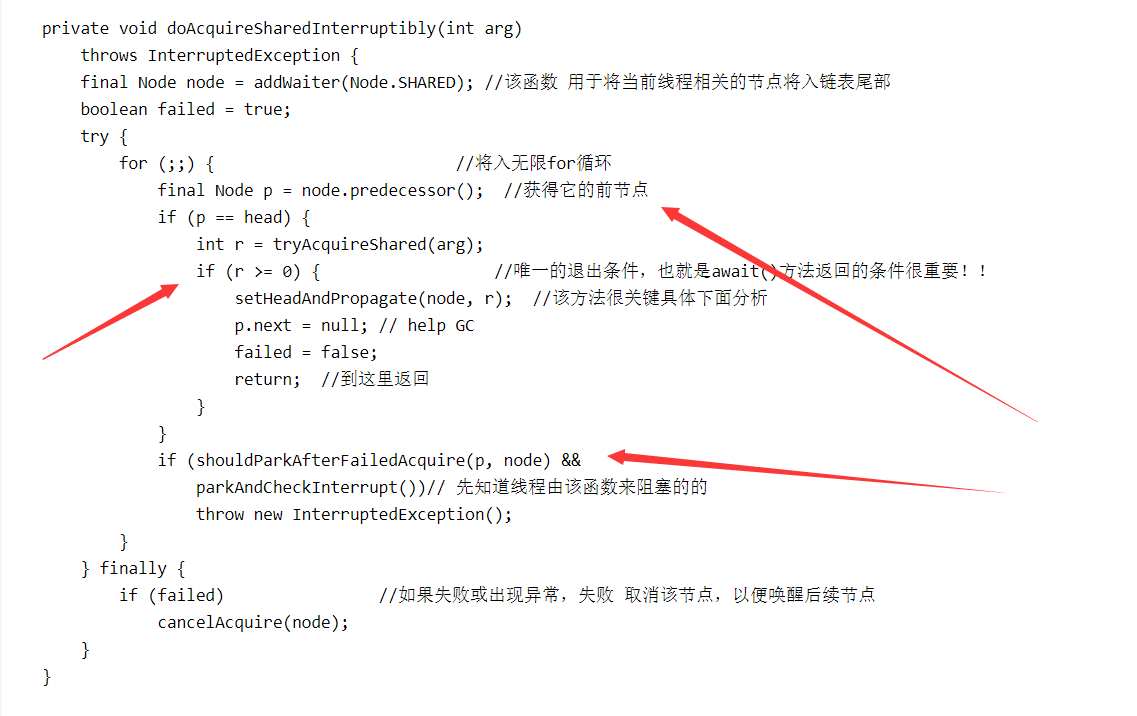 private void doAcquireSharedInterruptibly(int arg)
    throws InterruptedException {
    final Node node = addWaiter(Node.SHARED); //该函数 用于将当前线程相关的节点将入链表尾部
    boolean failed = true;
    try {
        for (;;) {                         //将入无限for循环
            final Node p = node.predecessor();  //获得它的前节点
            if (p == head) {
                int r = tryAcquireShared(arg);
                if (r >= 0) {                  //唯一的退出条件，也就是await()方法返回的条件很重要！！
                    setHeadAndPropagate(node, r);  //该方法很关键具体下面分析
                    p.next = null; // help GC
                    failed = false;
                    return;  //到这里返回
                }
            }
            if (shouldParkAfterFailedAcquire(p, node) &&
                parkAndCheckInterrupt())// 先知道线程由该函数来阻塞的的
                throw new InterruptedException();
        }
    } finally {
        if (failed)                //如果失败或出现异常，失败 取消该节点，以便唤醒后续节点
            cancelAcquire(node);
    }
}